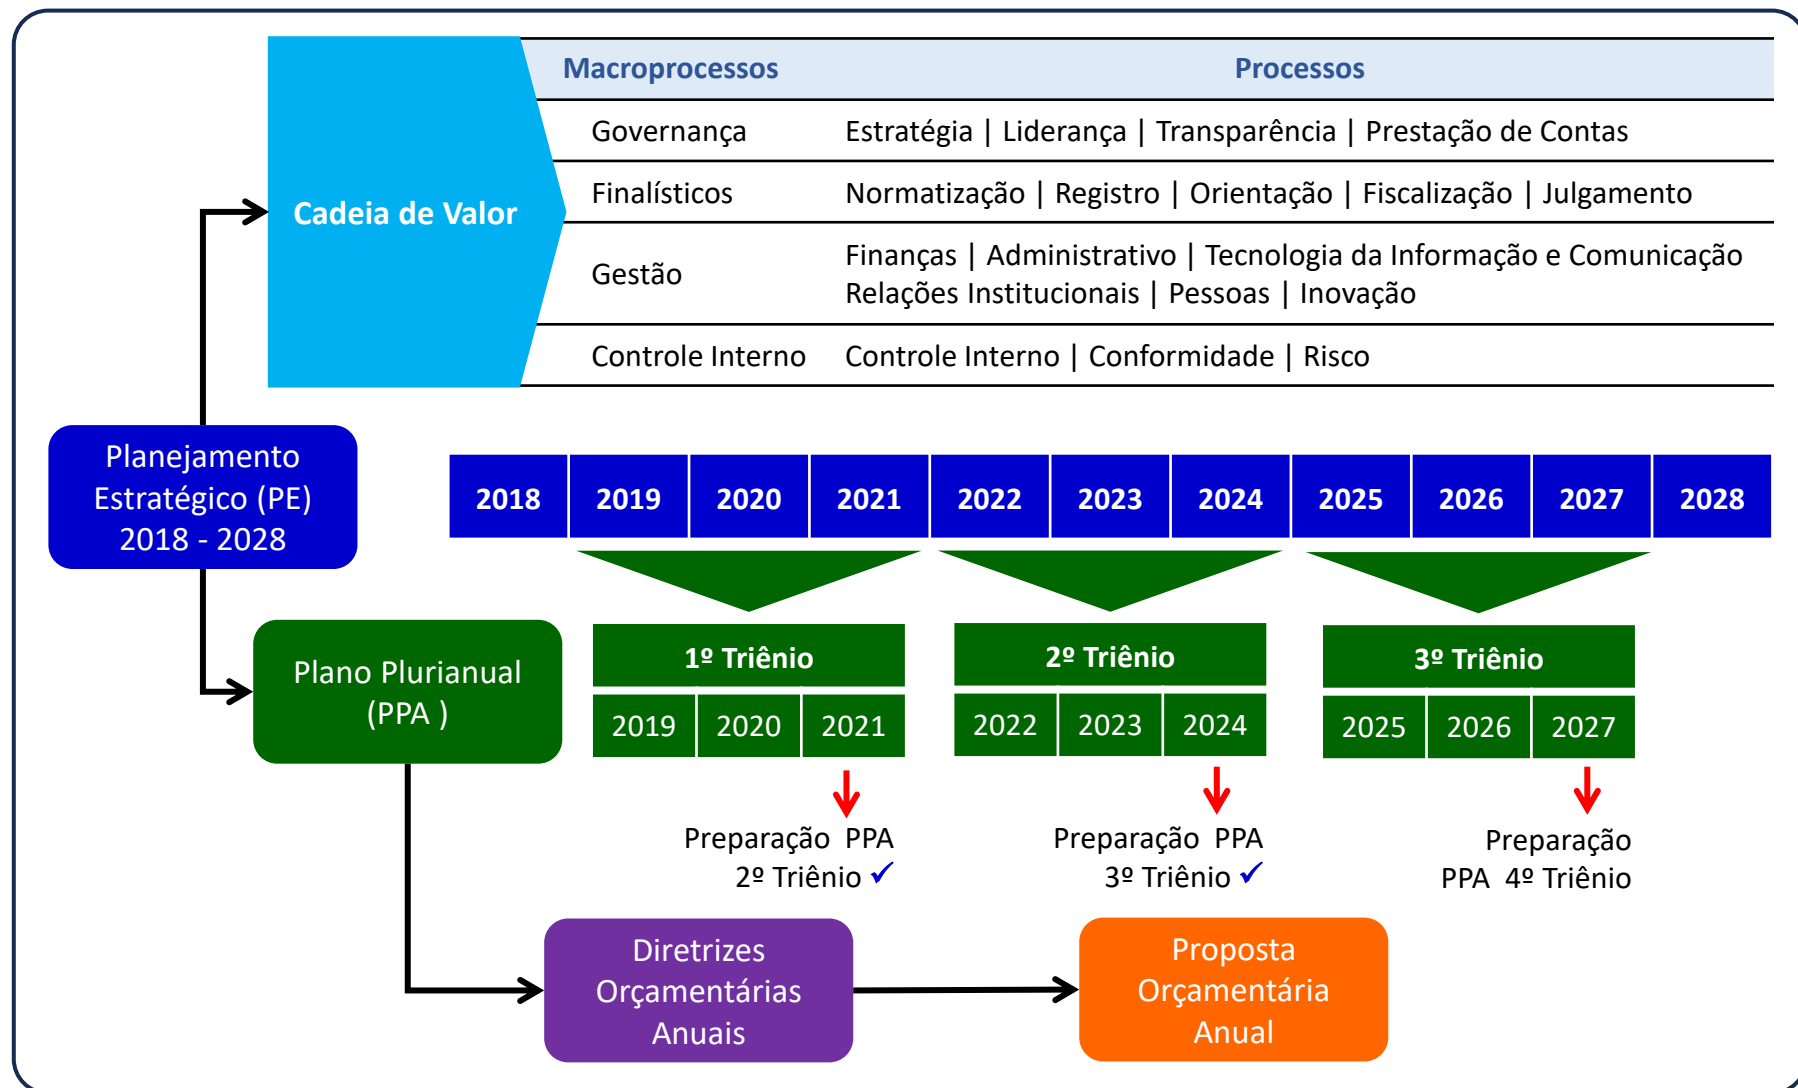 Macroprocessos Processos
Cadeia de Valor
Governança Estratégia | Liderança | Transparência | Prestação de Contas
Finalísticos Normatização | Registro | Orientação | Fiscalização | Julgamento
Gestão Finanças | Administrativo | Tecnologia da Informação e Comunicação
Relações Institucionais | Pessoas | Inovação
Controle Interno Controle Interno | Conformidade | Risco
Planejamento
Estratégico (PE)
2018 - 2028
2018 2019 2020 2021 2022 2023 2024 2025 2026 2027 2028
Plano Plurianual
(PPA )
1º Triênio
2019 2020 2021
Preparação PPA
2º Triênio ✓
2º Triênio
2022 2023 2024
Preparação PPA
3º Triênio ✓
3º Triênio
2025 2026 2027
Preparação
PPA 4º Triênio
Diretrizes
Orçamentárias
Anuais
Proposta
Orçamentária
Anual